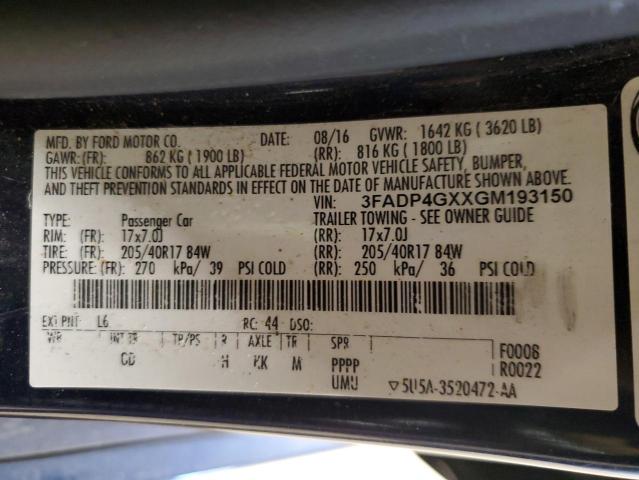 MFD. BY FORD MOTOR CO. DATE: 08/16 GVWR: 1642 KG ( 3620 LB)
GAWR: (FR): 862 KG ( 1900 LB) (RR): 816 KG ( 1800 LB)
THIS VEHICLE CONFORMS TO ALL APPLICABLE FEDERAL MOTOR VEHICLE SAFETY, BUMPER,
AND THEFT PREVENTION STANDARDS IN EFFECT ON THE DATE OF MANUFACTURE SHOWN ABOVE.
VIN: 3FADP4GXXGM193150
TYPE: Passenger Car TRAILER TOWING - SEE OWNER GUIDE
RIM: (FR): 17x7.0J (RR): 17x7.0J
TIRE: (FR): 205/40R17 84W (RR): 205/40R17 84W
PRESSURE: (FR): 270 kPa/ 39 PSI COLD (RR): 250 kPa/ 36 PSI COLD
EXT PNT: L6 RC: 44 DSO:
WB INT TR TP/PS R AXLE TR SPR F0008
CD H KK M PPPP R0022
UMU ▽5U5A-3520472-AA